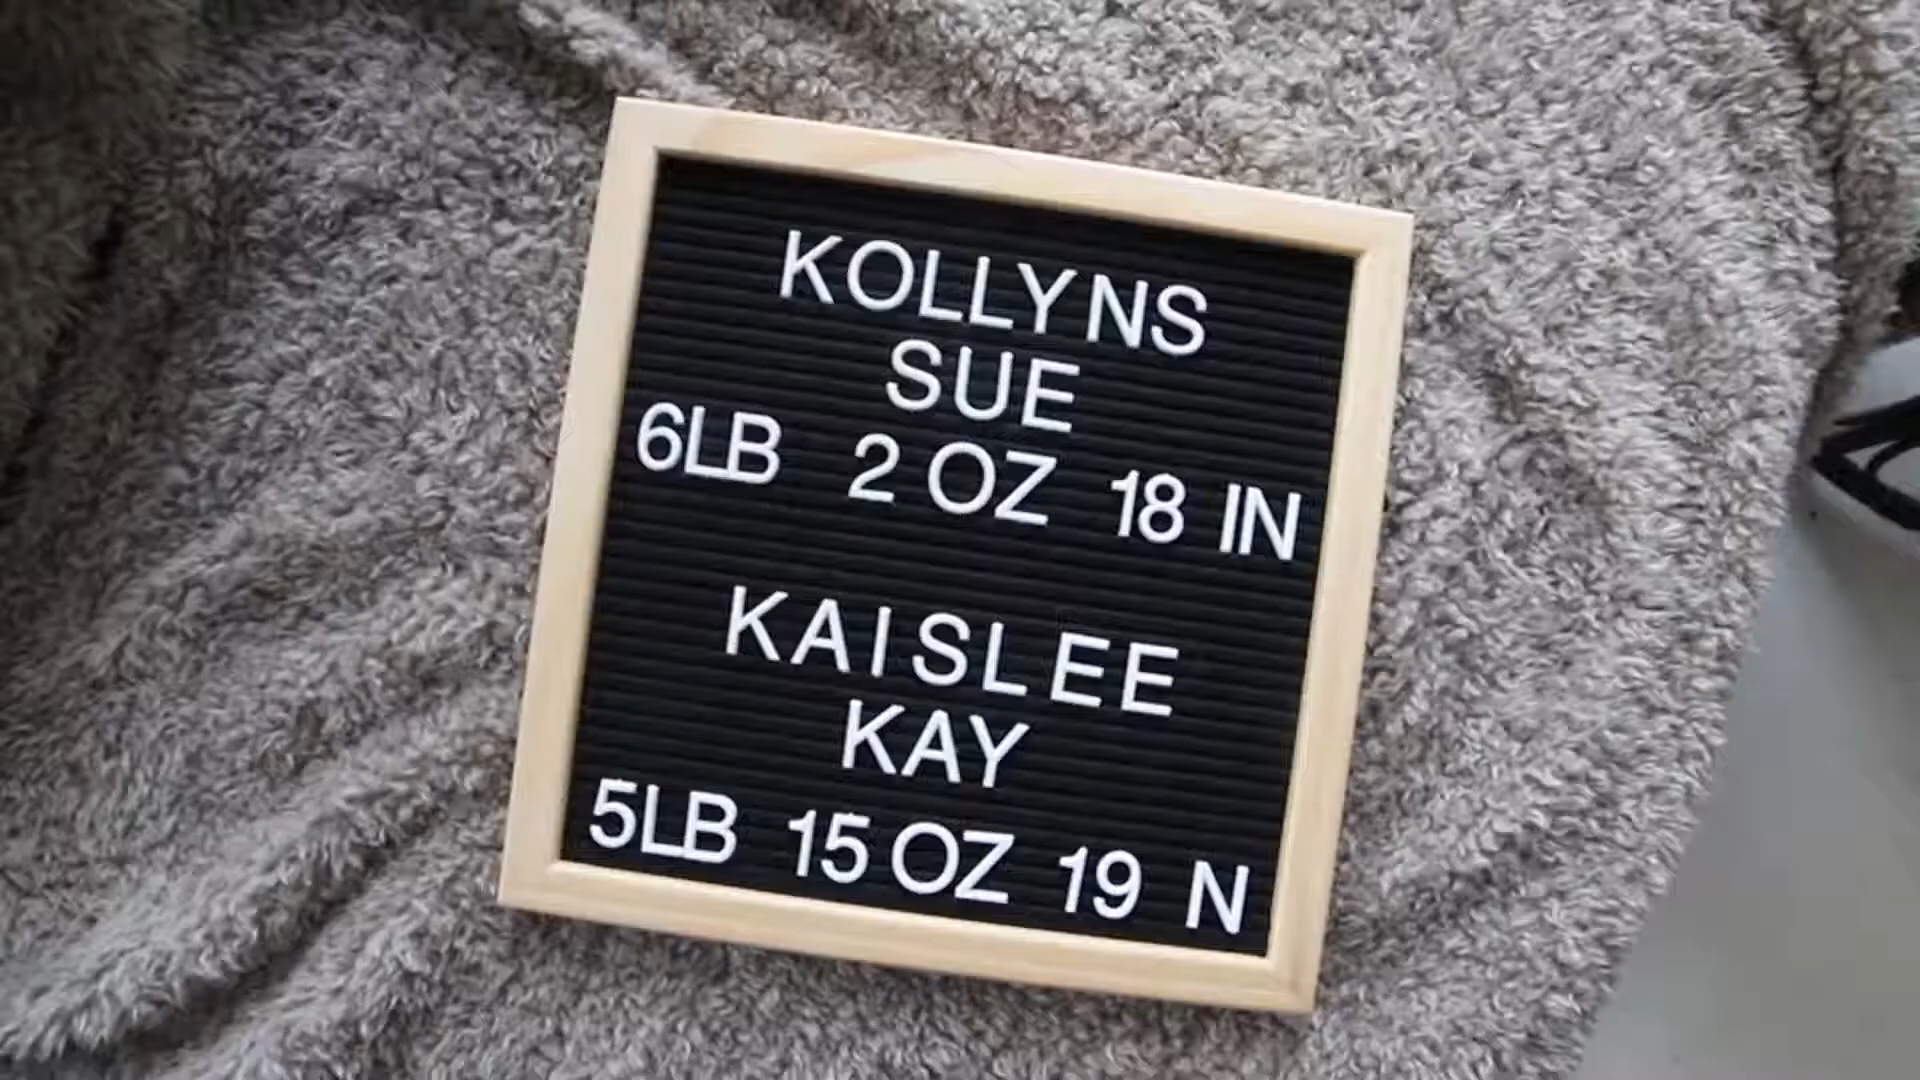 KOLLYNS
SUE
6LB 2 OZ 18 IN
KAISLEE
KAY
5LB 15 OZ 19 N